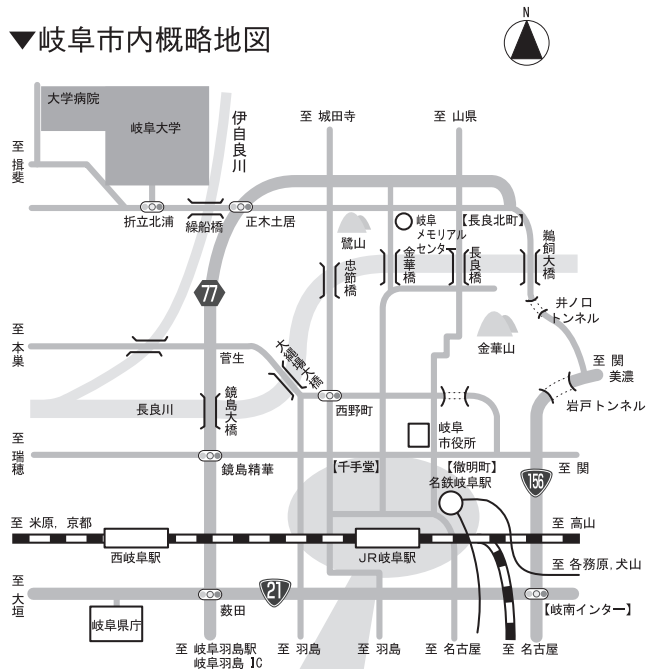 N
▼岐阜市内概略地図
大学病院
岐阜大学
伊自良川
至 城田寺
至 山県
至 揖斐
折立北浦
繰船橋
正木土居
鷺山
岐阜
メモリアル
センター
【長良北町】
忠節橋
金華橋
長良橋
鵜飼大橋
77
井ノ口
トンネル
至 本巣
菅生
大縄場大橋
金華山
至 関
美濃
長良川
鏡島大橋
西野町
岩戸トンネル
岐阜
市役所
至 瑞穂
鏡島精華
【千手堂】
【徹明町】
名鉄岐阜駅
至 関
156
至 米原，京都
至 高山
西岐阜駅
JR岐阜駅
至 各務原，犬山
至 大垣
21
薮田
【岐南インター】
岐阜県庁
至 岐阜羽島駅
岐阜羽島 IC
至 羽島
至 羽島
至 名古屋
至 名古屋